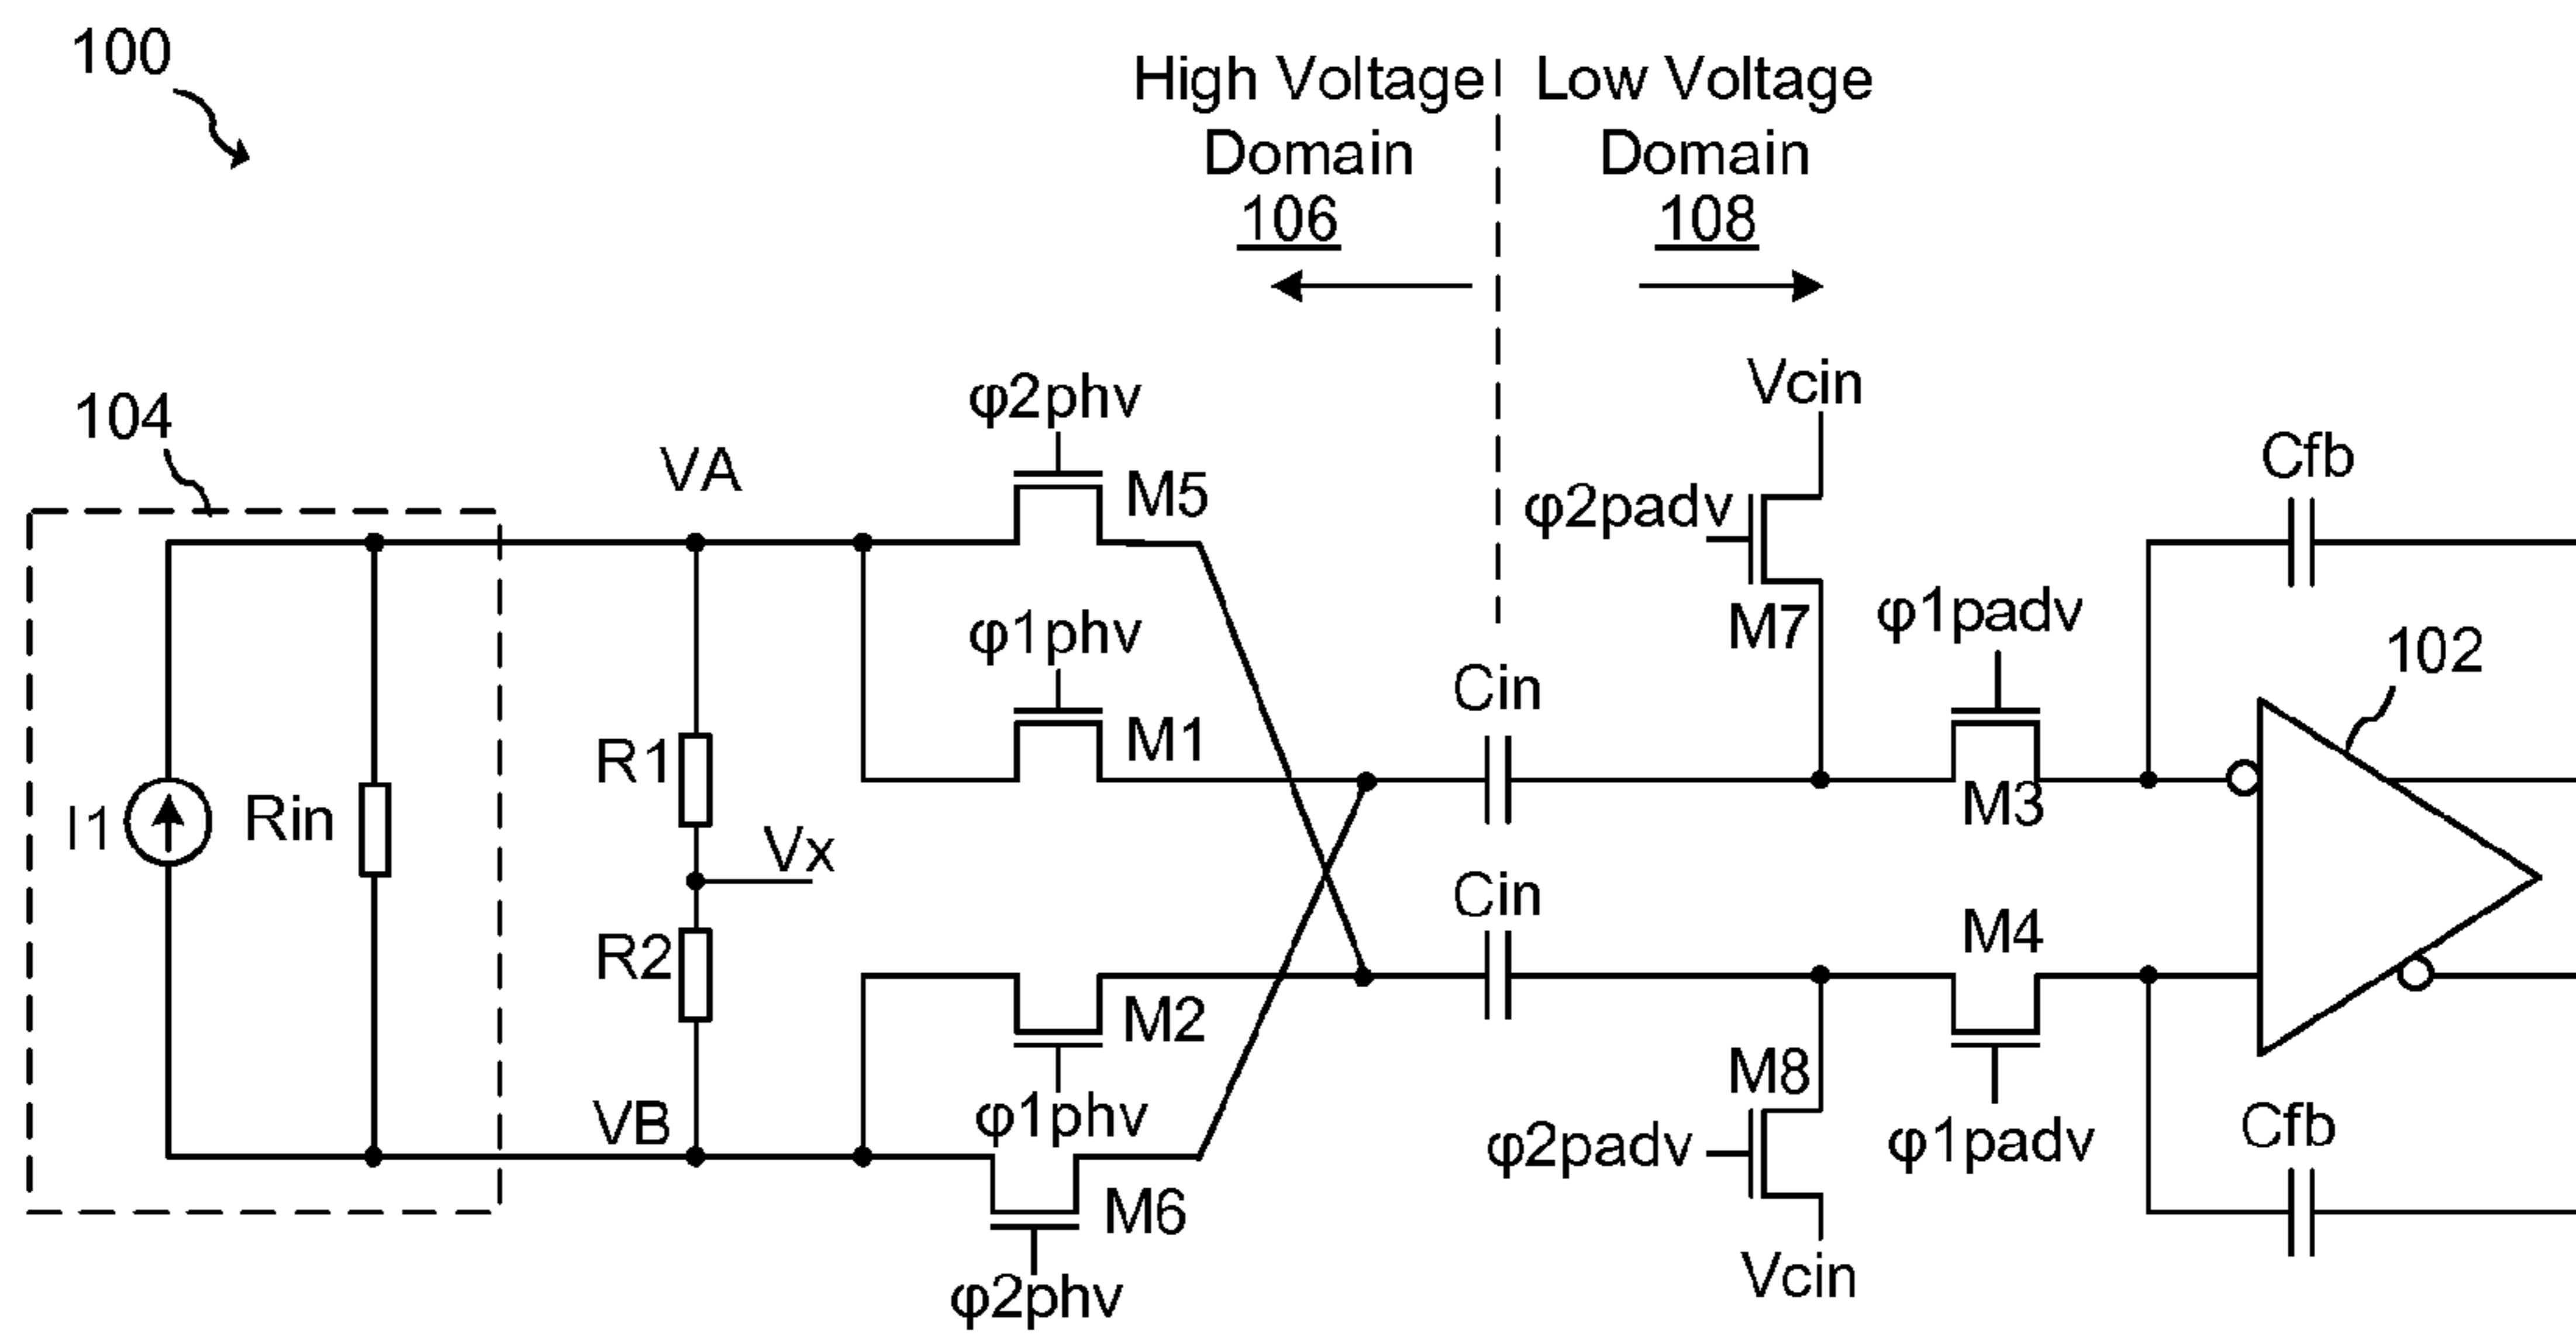 100
High Voltage
Domain
106
Low Voltage
Domain
108
104
VA
φ2phv
M5
φ1phv
M1
Vcin
φ2padv
M7
φ1padv
M3
Cfb
102
Cin
I1
Rin
R1
Vx
R2
Cin
M4
M2
φ1phv
VB
M6
φ2phv
M8
φ2padv
Vcin
φ1padv
Cfb